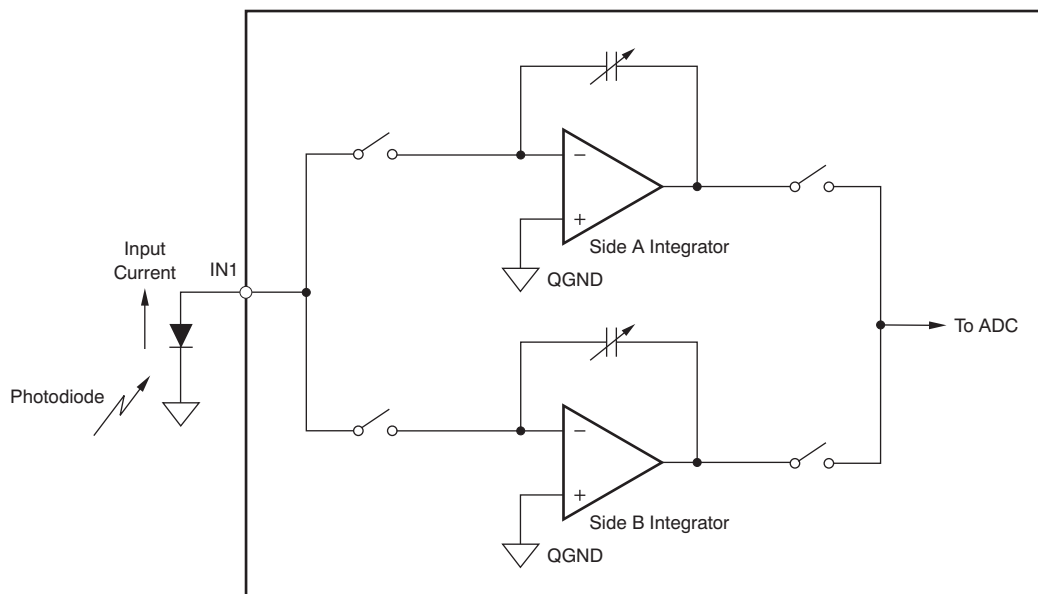 −
+
Side A Integrator
QGND
Input
Current
IN1
To ADC
Photodiode
−
+
Side B Integrator
QGND